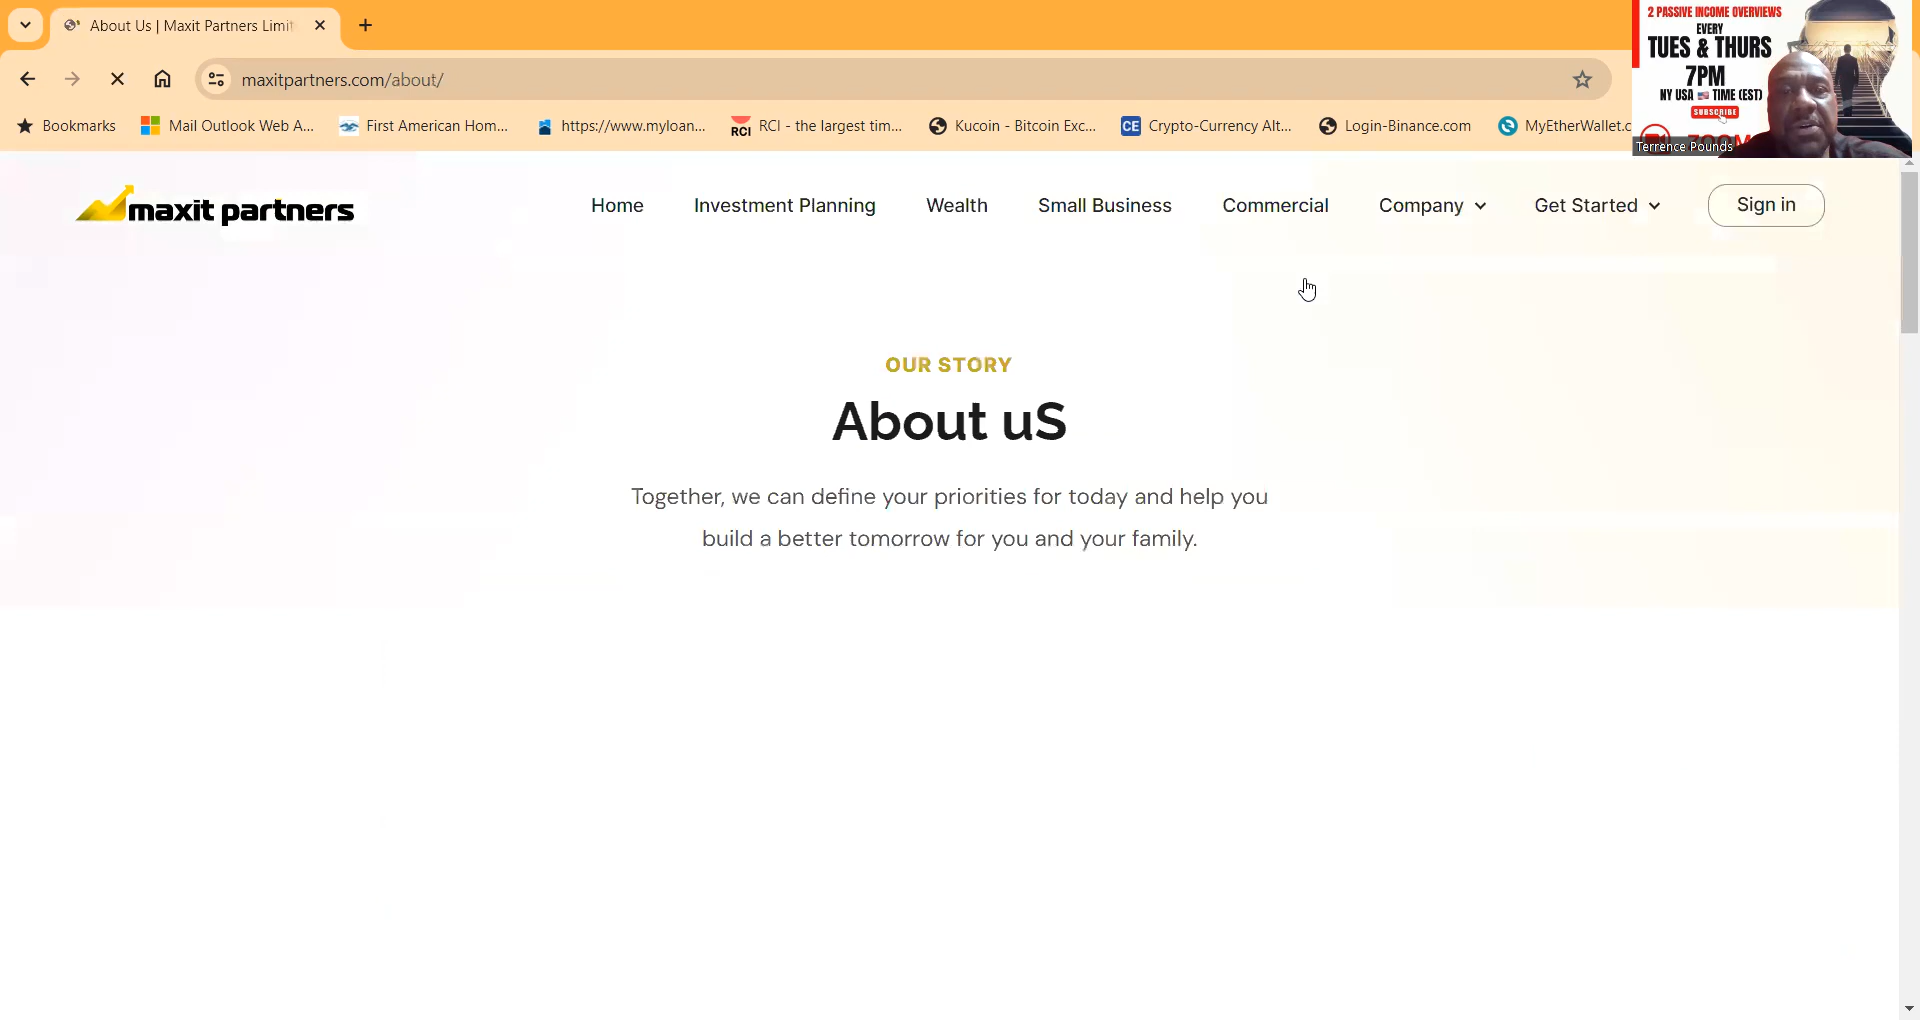 About Us | Maxit Partners Limit
maxitpartners.com/about/
Bookmarks
Mail Outlook Web A...
First American Hom...
https://www.myloan...
RCI
RCI - the largest tim...
Kucoin - Bitcoin Exc...
CE
Crypto-Currency Alt...
Login-Binance.com
MyEtherWallet.c
2 PASSIVE INCOME OVERVIEWS
EVERY
TUES & THURS
7PM
NY USA TIME (EST)
SUBSCRIBE
Terrence Pounds
maxit partners
Home
Investment Planning
Wealth
Small Business
Commercial
Company
Get Started
Sign in
OUR STORY
About uS
Together, we can define your priorities for today and help you
build a better tomorrow for you and your family.